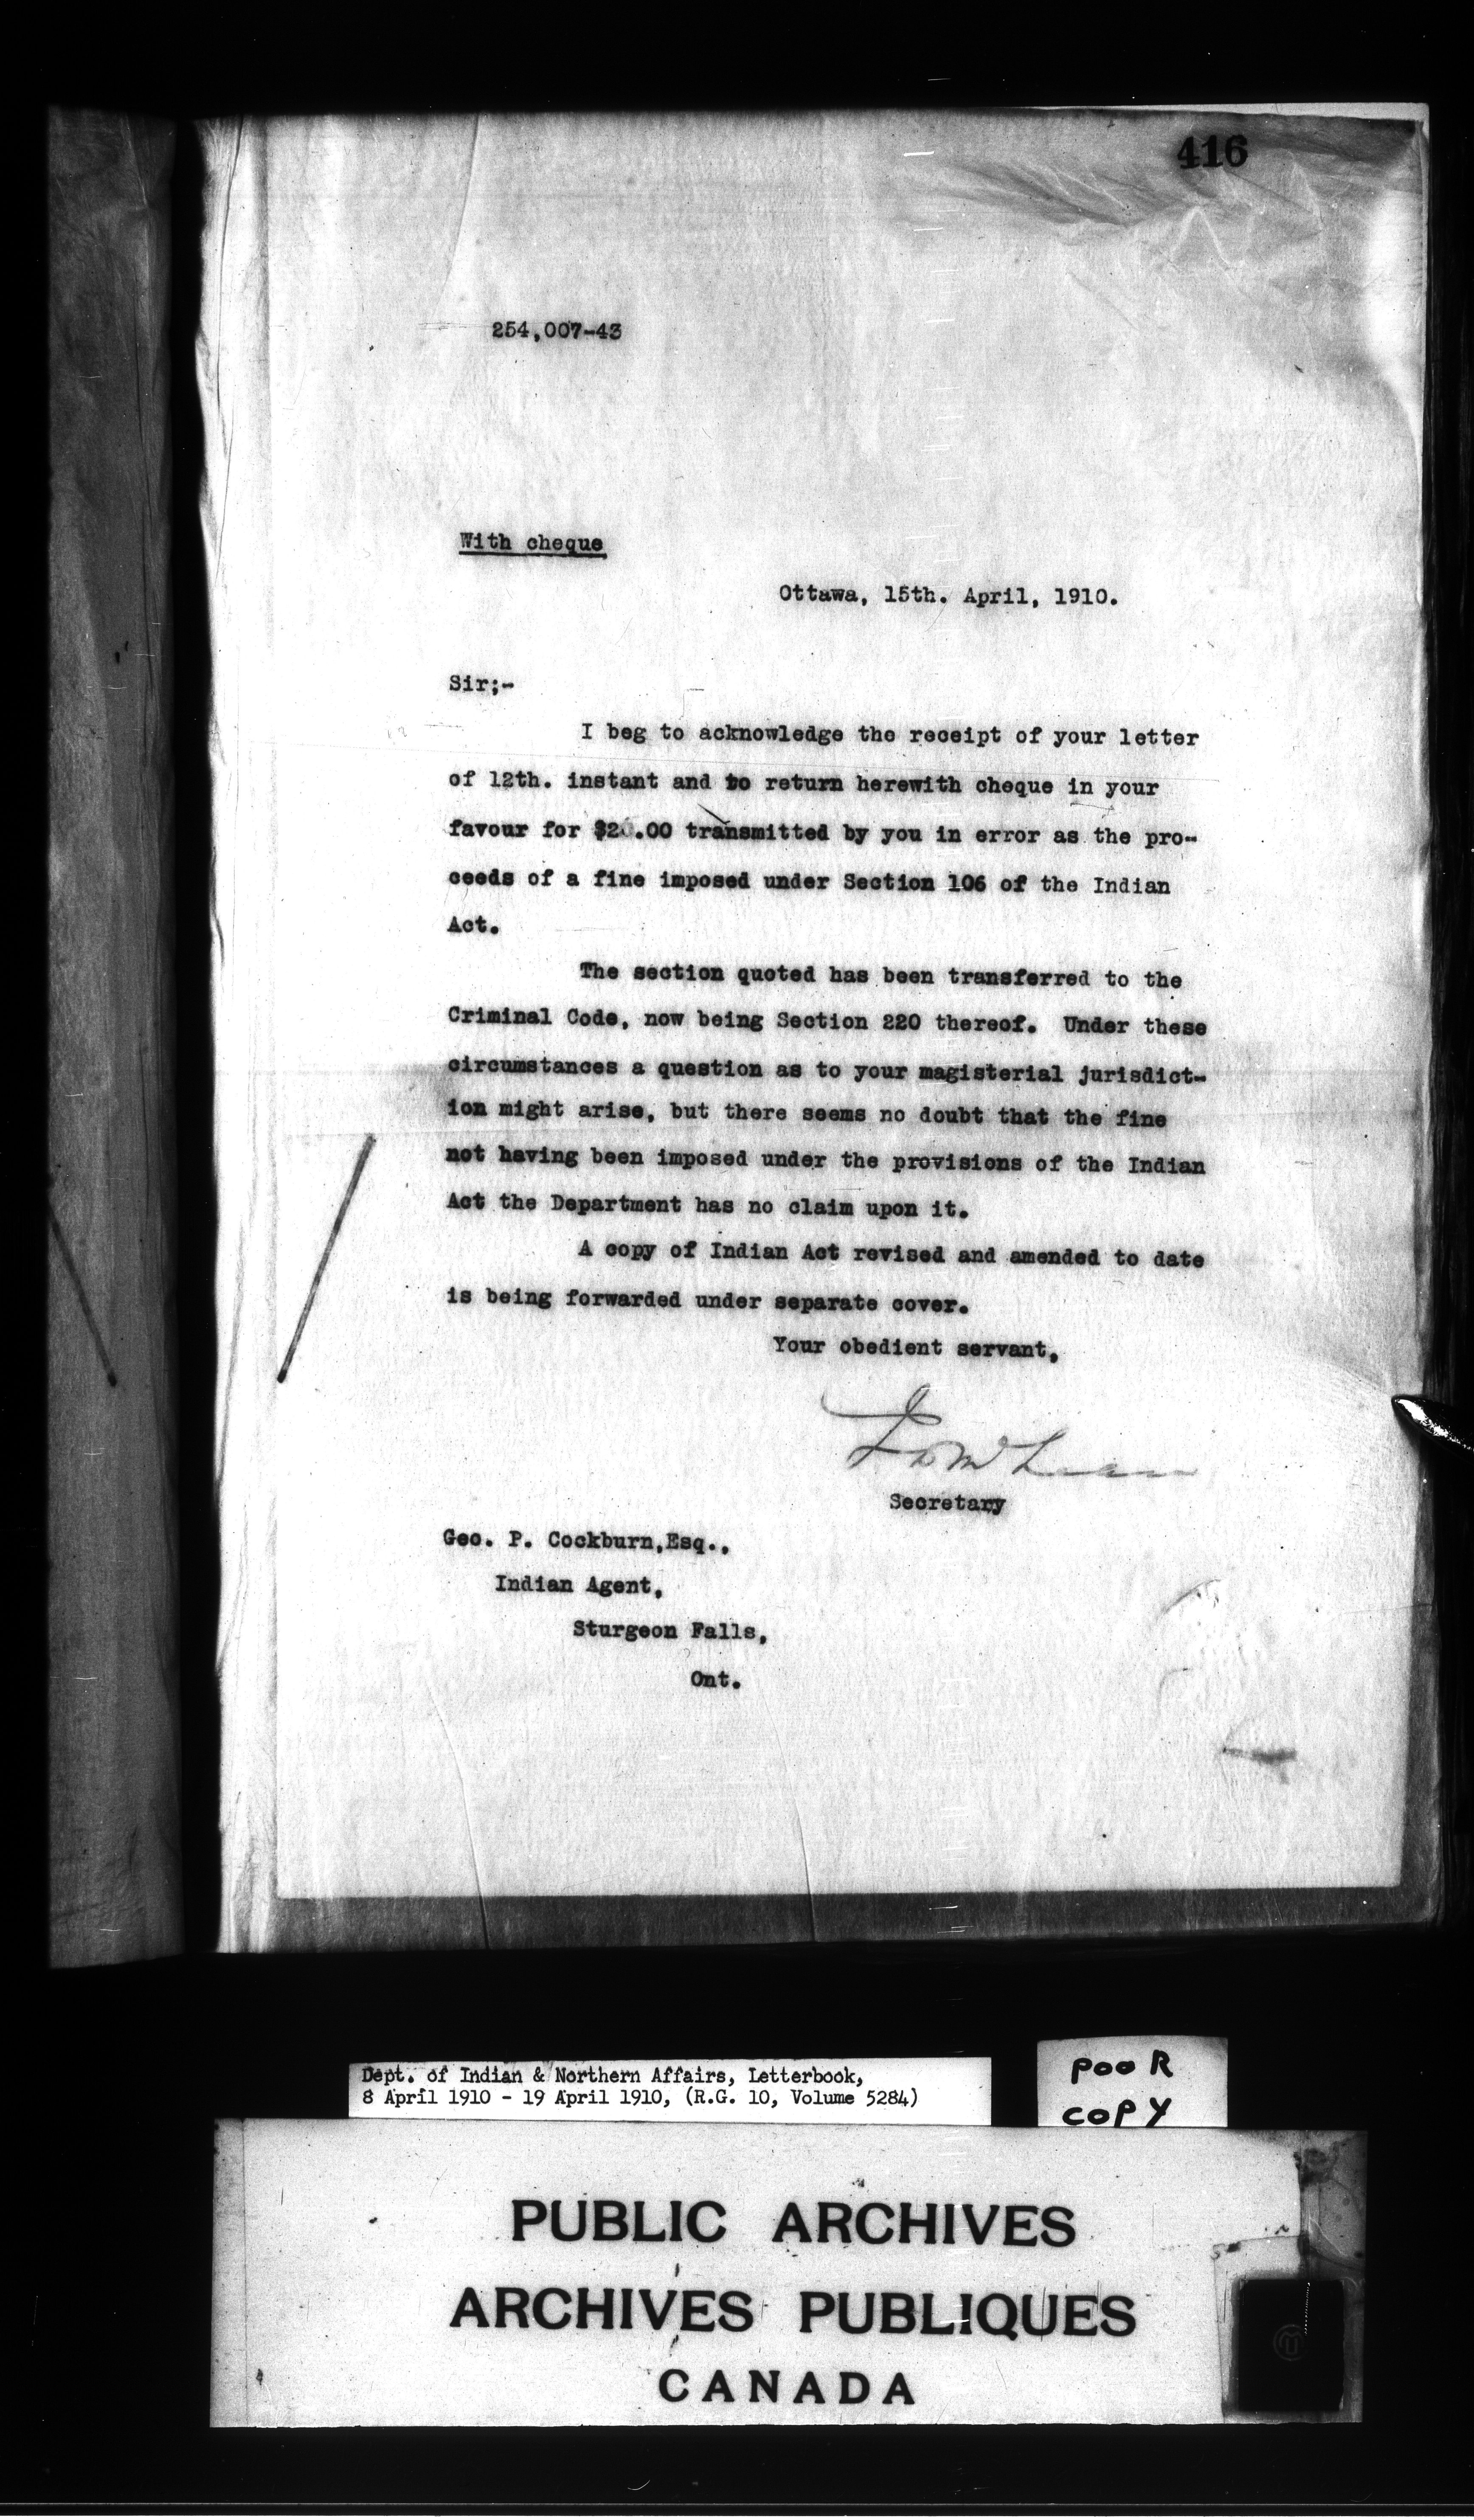 416
254,007-43
With cheque
Ottawa, 15th. April, 1910.
Sir;-
I beg to acknowledge the receipt of your letter
of 12th. instant and to return herewith cheque in your
favour for transmitted by you in error as the pro-
ceeds of a fine imposed under Section 106 of the Indian
Act.
The section quoted has been transferred to the
Criminal Code, now being Section 220 thereof. Under these
circumstances a question as to your magisterial jurisdict-
ion might arise, but there seems no doubt that the fine
not having been imposed under the provisions of the Indian
Act the Department has no claim upon it.
A copy of Indian Act revised and amended to date
is being forwarded under separate cover.
Your obedient servant,
Secretary
Geo. P. Cockburn,Esq.,
Indian Agent,
Sturgeon Falls,
Ont.
Dept. of Indian & Northern Affairs, Letterbook,
8 April 1910 - 19 April 1910, (R.G. 10, Volume 5284)
POOR
COPY
PUBLIC ARCHIVES
ARCHIVES PUBLIQUES
CANADA